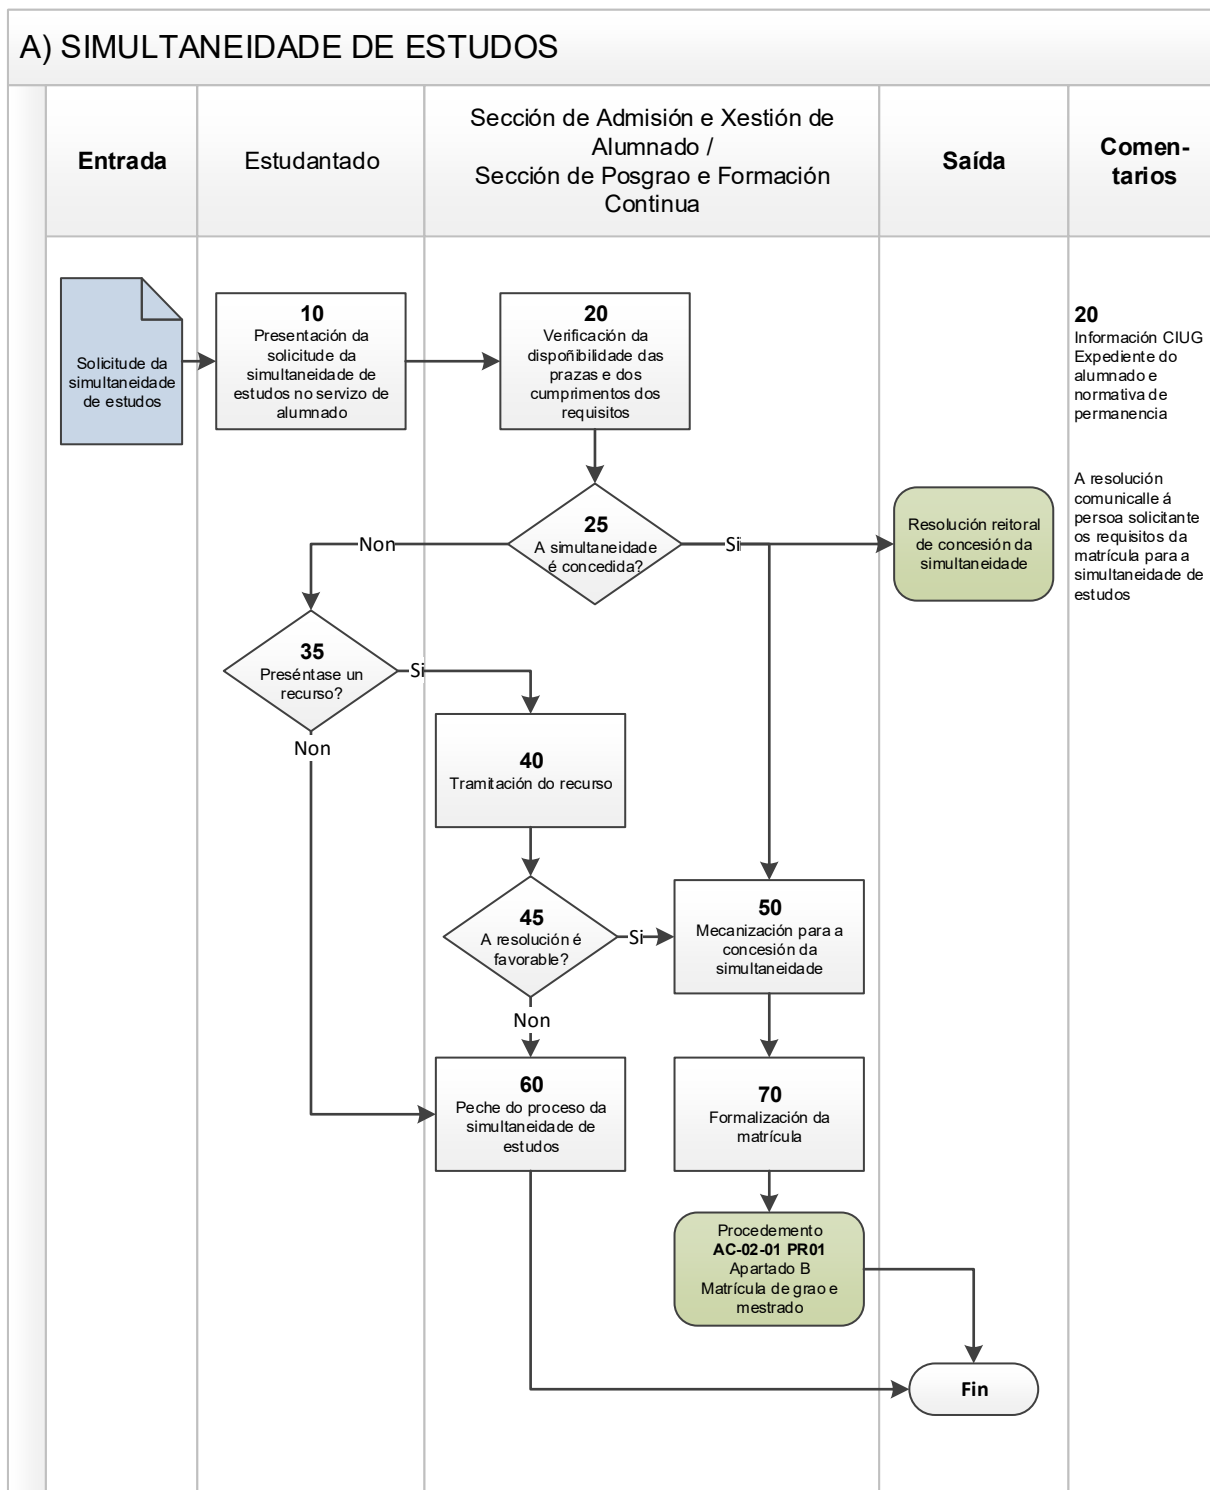 A) SIMULTANEIDADE DE ESTUDOS
Entrada
Estudantado
Sección de Admisión e Xestión de
Alumnado /
Sección de Posgrao e Formación
Continua
Saída
Comen-
tarios
Solicitude da
simultaneidade
de estudos
10
Presentación da
solicitude da
simultaneidade de
estudos no servizo de
alumnado
20
Verificación da
dispoñibilidade das
prazas e dos
cumprimentos dos
requisitos
20
Información CIUG
Expediente do
alumnado e
normativa de
permanencia
25
A simultaneidade
é concedida?
Non
Si
Resolución reitoral
de concesión da
simultaneidade
A resolución
comunicalle á
persoa solicitante
os requisitos da
matrícula para a
simultaneidade de
estudos
35
Preséntase un
recurso?
Si
Non
40
Tramitación do recurso
45
A resolución é
favorable?
Si
Non
50
Mecanización para a
concesión da
simultaneidade
60
Peche do proceso da
simultaneidade de
estudos
70
Formalización da
matrícula
Procedemento
AC-02-01 PR01
Apartado B
Matrícula de grao e
mestrado
Fin